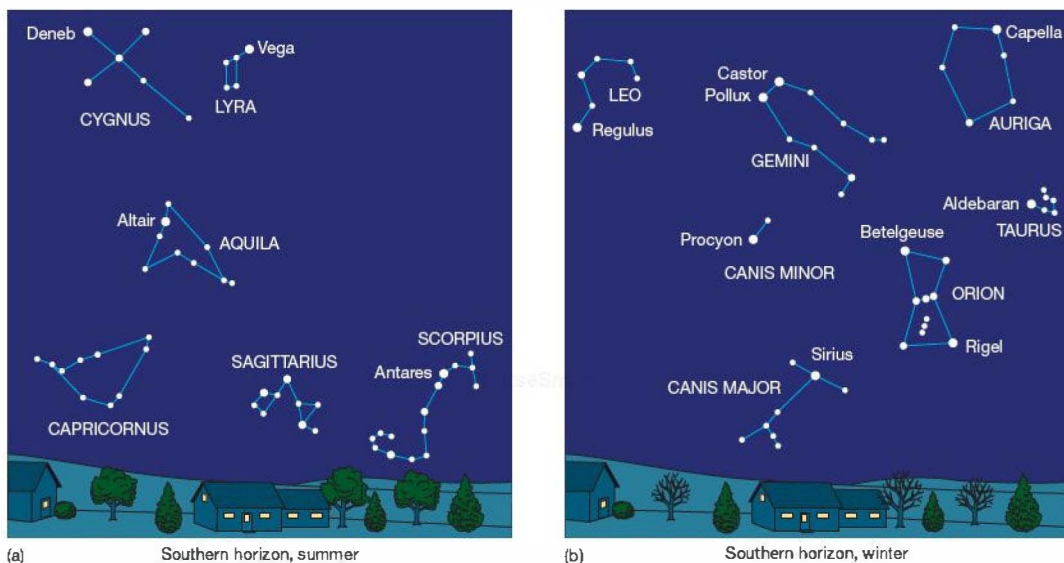 Deneb
Vega
CYGNUS
LYRA
Altair
AQUILA
SCORPIUS
SAGITTARIUS
Antares
CAPRICORNUS
(a) Southern horizon, summer
Capella
Castor
LEO
Pollux
AURIGA
Regulus
GEMINI
Aldebaran
TAURUS
Betelgeuse
Procyon
CANIS MINOR
ORION
Rigel
Sirius
CANIS MAJOR
(b) Southern horizon, winter